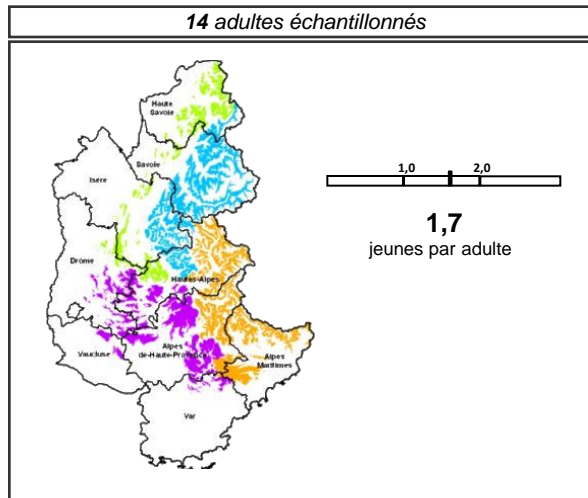 14 adultes échantillonnés
Haute
Savoie
Savoie
Isère
Drôme
Hautes-Alpes
Vaucluse
Alpes
de-Haute-Provence
Alpes
Maritimes
Var
1,0 2,0
1,7
jeunes par adulte